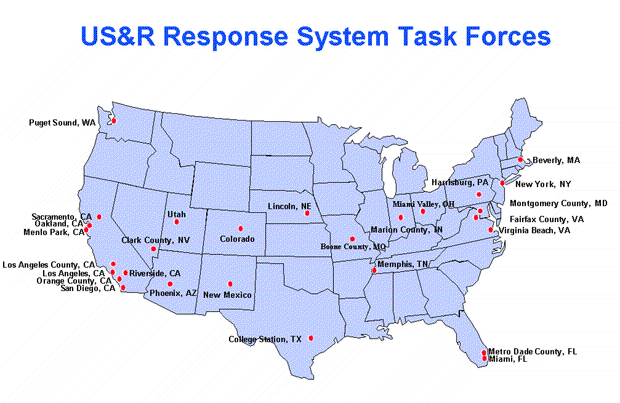 US&R Response System Task Forces
Puget Sound, WA
Beverly, MA
Harrisburg, PA
New York, NY
Lincoln, NE
Miami Valley, OH
Montgomery County, MD
Utah
Sacramento, CA
Oakland, CA
Menlo Park, CA
Fairfax County, VA
Virginia Beach, VA
Marion County, IN
Clark County, NV
Colorado
Boone County, MO
Los Angeles County, CA
Memphis, TN
Los Angeles, CA
Riverside, CA
Orange County, CA
San Diego, CA
Phoenix, AZ
New Mexico
College Station, TX
Metro Dade County, FL
Miami, FL